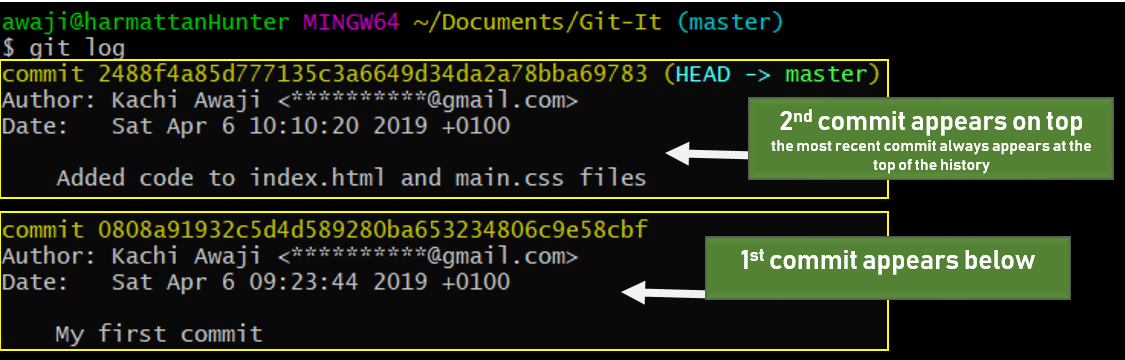 awaji@harmattanHunter MINGW64 ~/Documents/Git-It (master)
$ git log
commit 2488f4a85d777135c3a6649d34da2a78bba69783 (HEAD -> master)
Author: Kachi Awaji <**********@gmail.com>
Date:   Sat Apr 6 10:10:20 2019 +0100
2nd commit appears on top
the most recent commit always appears at the
top of the history
Added code to index.html and main.css files
commit 0808a91932c5d4d589280ba653234806c9e58cbf
Author: Kachi Awaji <**********@gmail.com>
Date:   Sat Apr 6 09:23:44 2019 +0100
1st commit appears below
My first commit